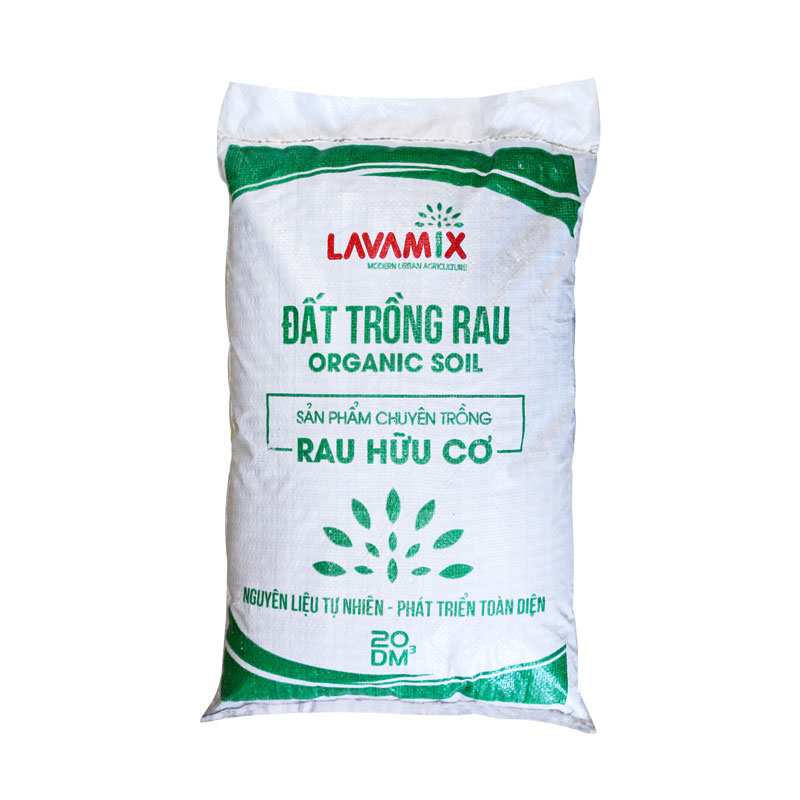 LAVAMIX
MODERN URBAN AGRICULTURE
ĐẤT TRỒNG RAU
ORGANIC SOIL
SẢN PHẨM CHUYÊN TRỒNG
RAU HỮU CƠ
NGUYÊN LIỆU TỰ NHIÊN - PHÁT TRIỂN TOÀN DIỆN
20
DM³